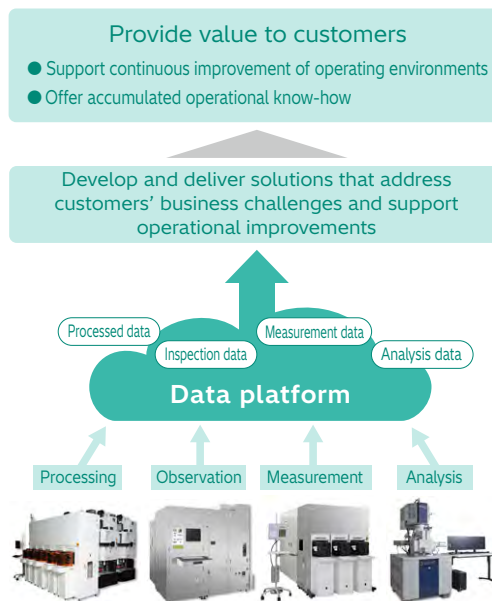 Provide value to customers
● Support continuous improvement of operating environments
● Offer accumulated operational know-how
Develop and deliver solutions that address
customers’ business challenges and support
operational improvements
Processed data
Inspection data
Measurement data
Analysis data
Data platform
Processing
Observation
Measurement
Analysis